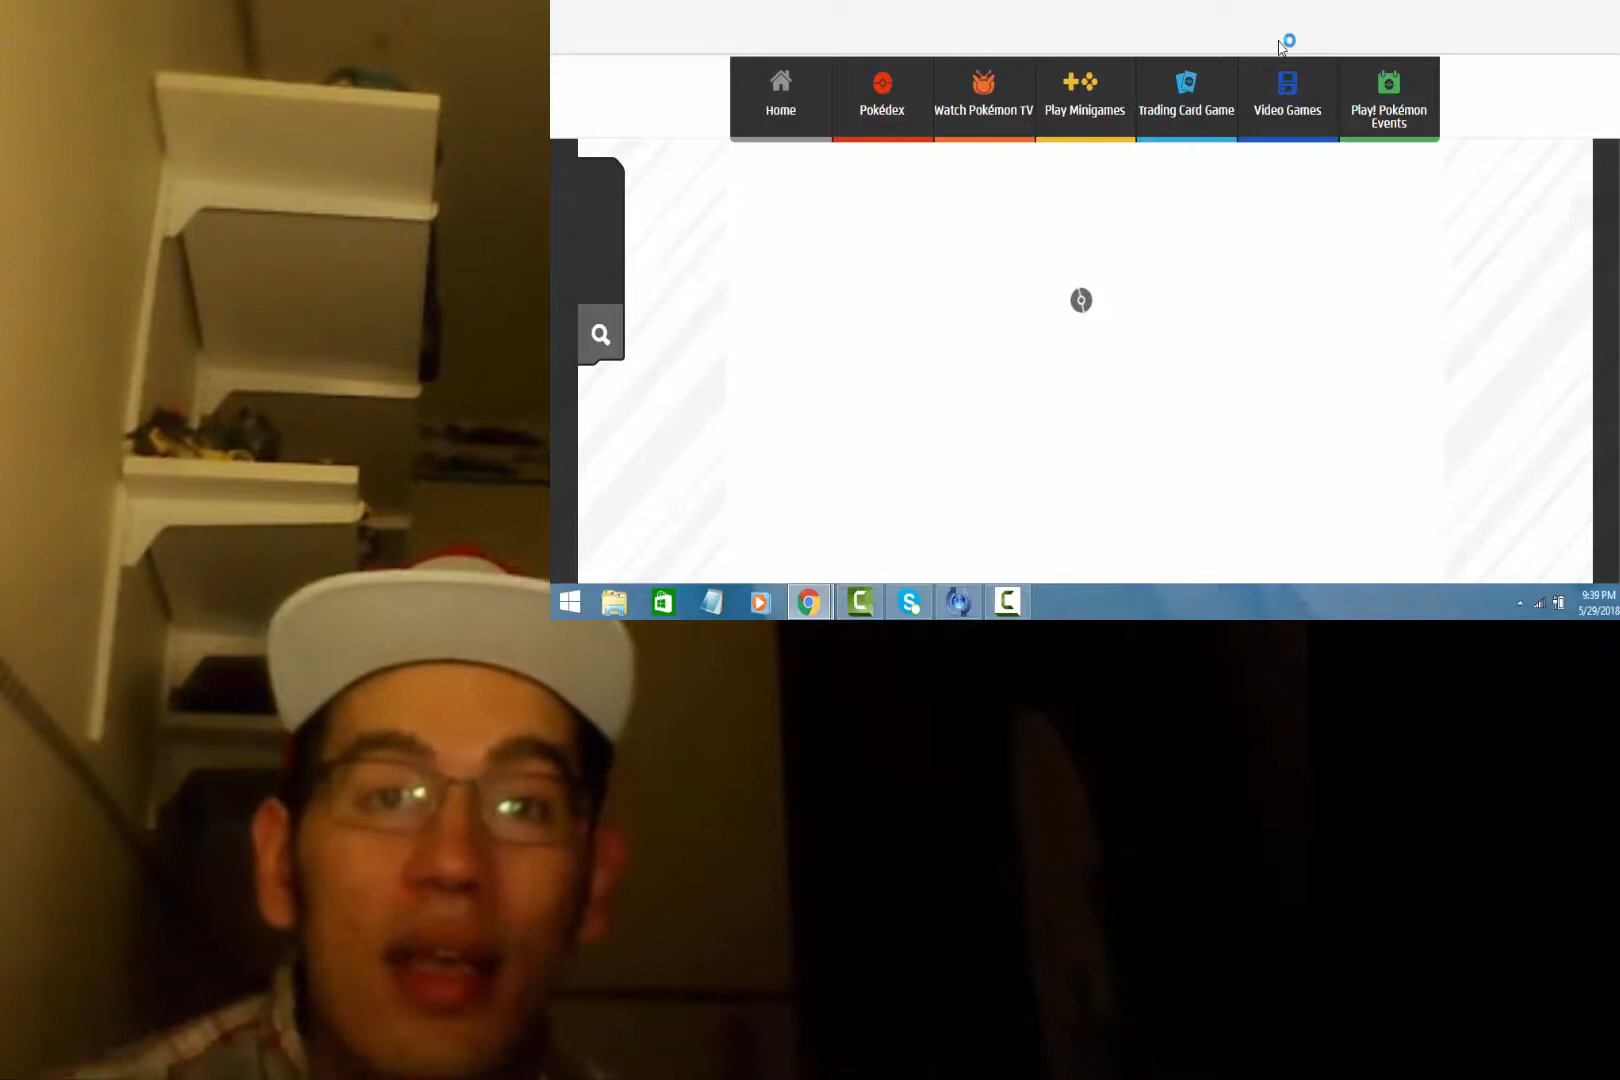 Home
Pokédex
Watch Pokémon TV
Play Minigames
Trading Card Game
Video Games
Play! Pokémon
Events
9:39 PM
5/29/2018